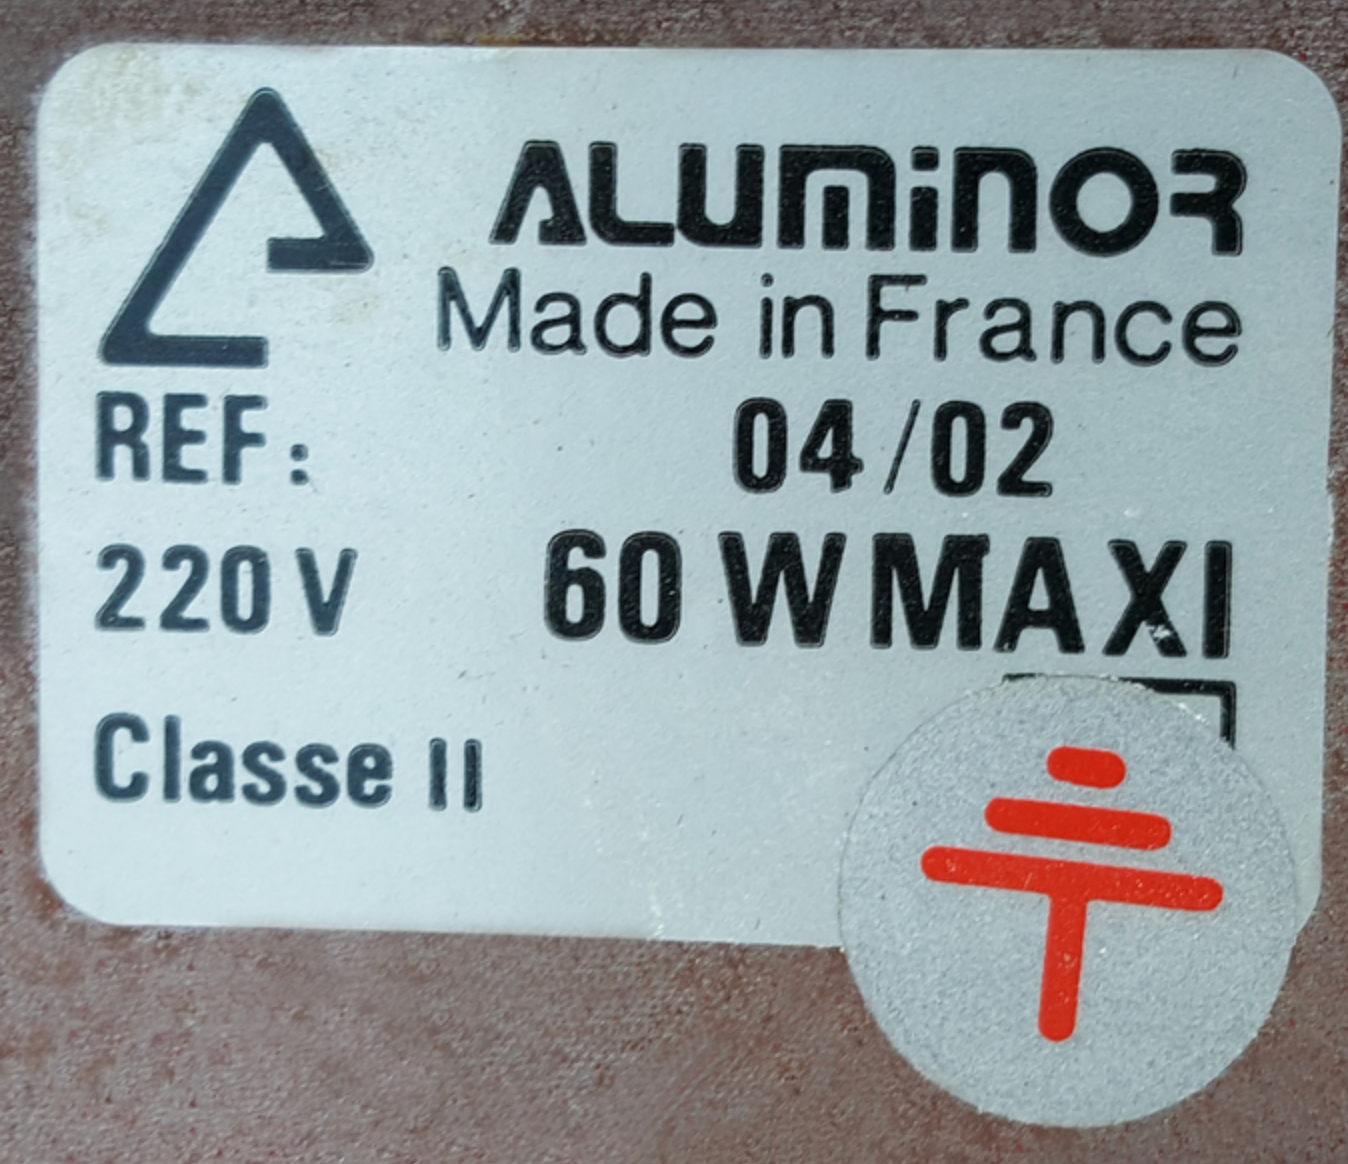 ALUMINOR
Made in France
REF: 04/02
220 V 60 W MAXI
Classe II